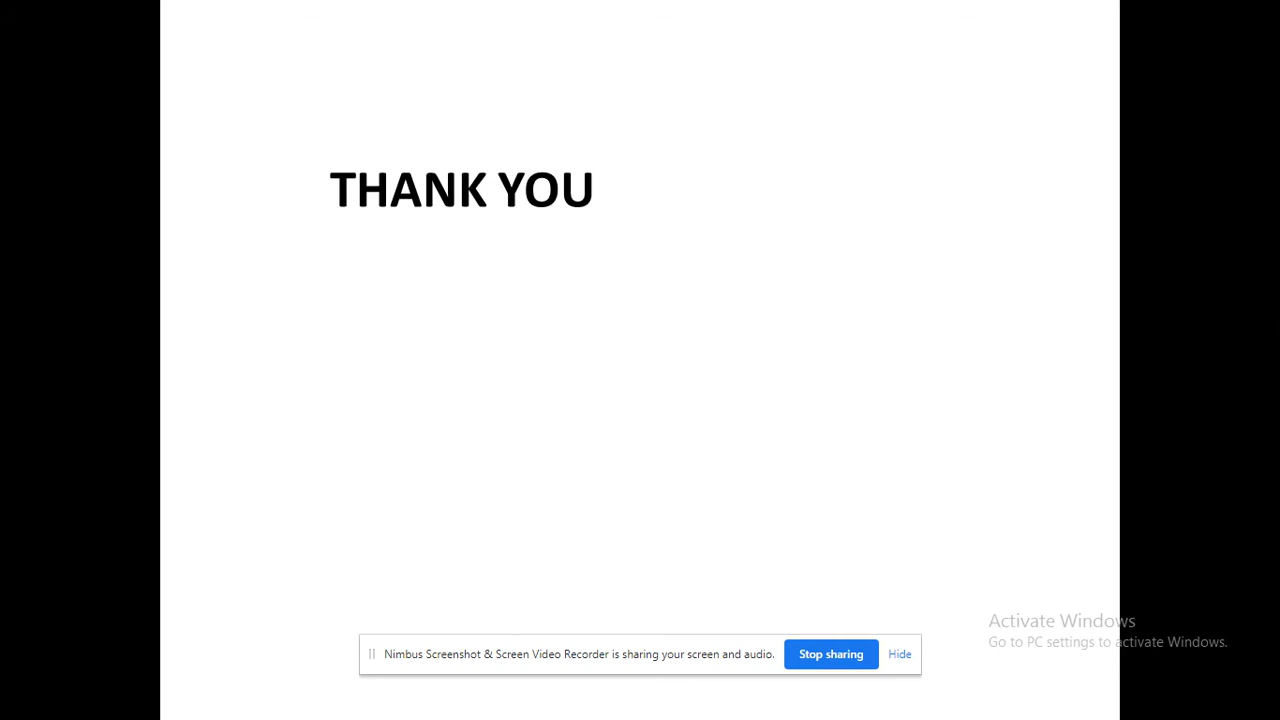 THANK YOU
Activate Windows
Go to PC settings to activate Windows.
Nimbus Screenshot & Screen Video Recorder is sharing your screen and audio. Stop sharing Hide